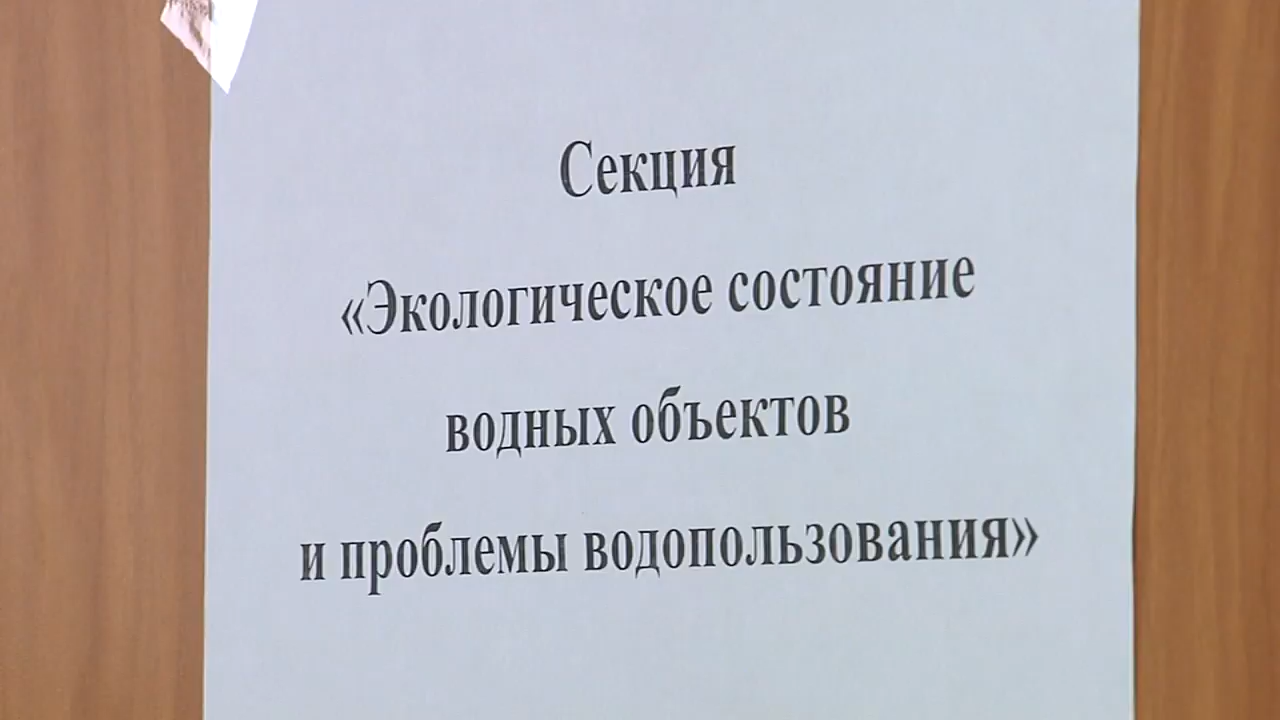 Секция
«Экологическое состояние
водных объектов
и проблемы водопользования»